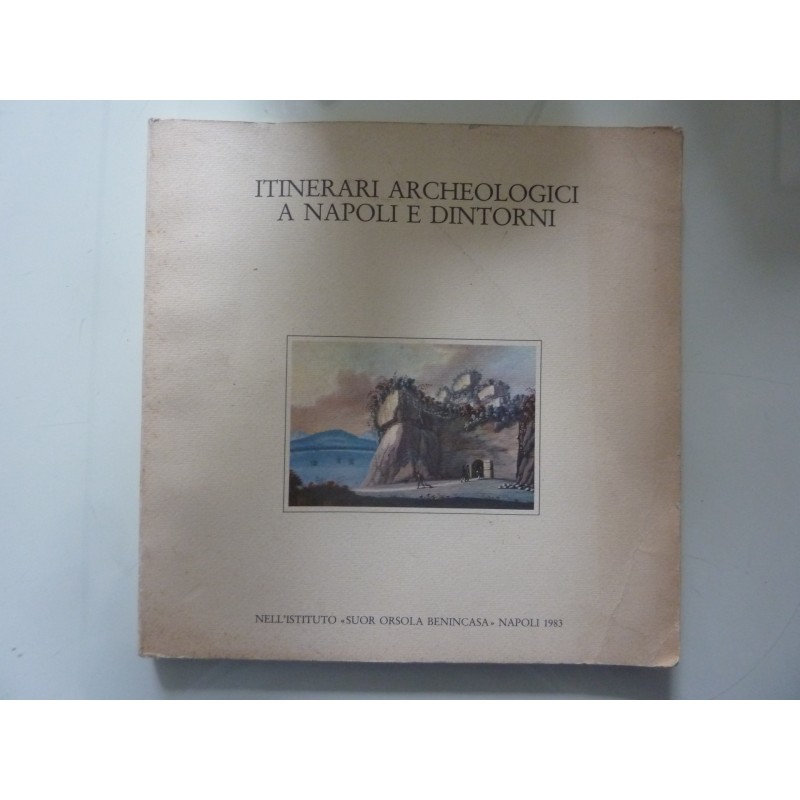 ITINERARI ARCHEOLOGICI
A NAPOLI E DINTORNI
NELL'ISTITUTO «SUOR ORSOLA BENINCASA» NAPOLI 1983